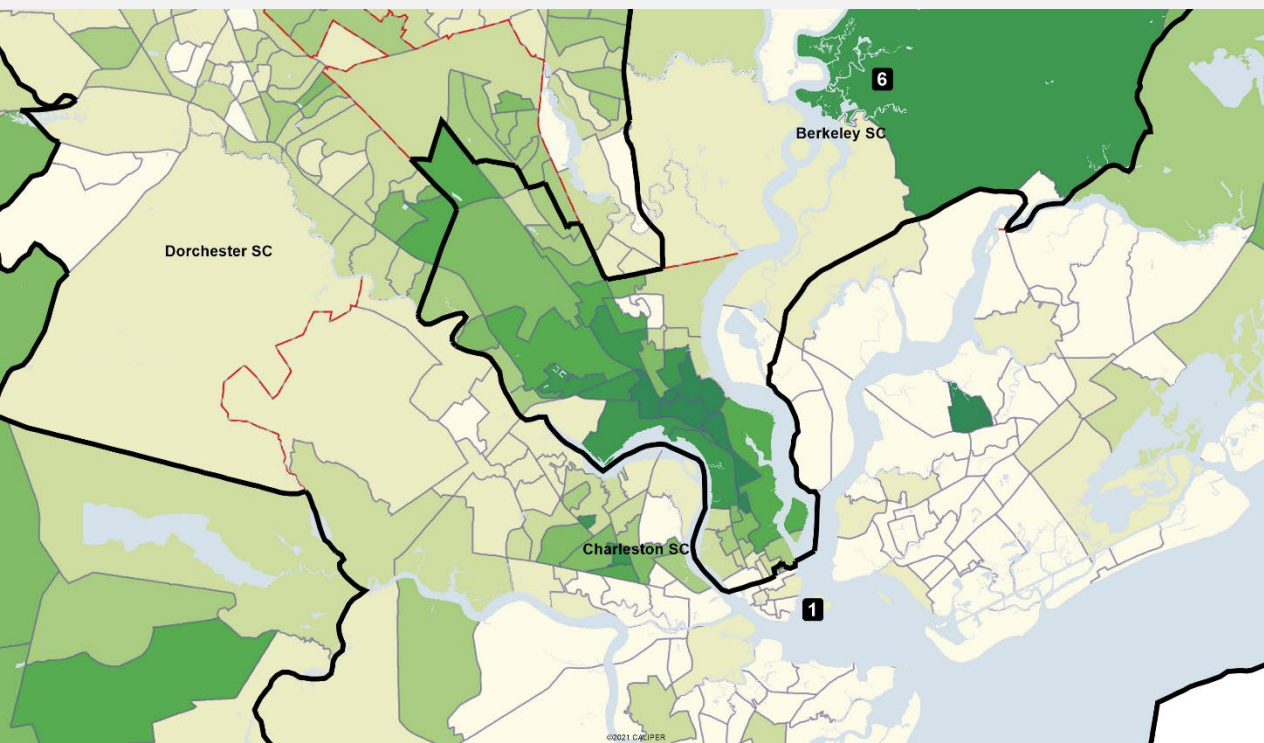 6
Berkeley SC
Dorchester SC
Charleston SC
1
©2021 CALIPER